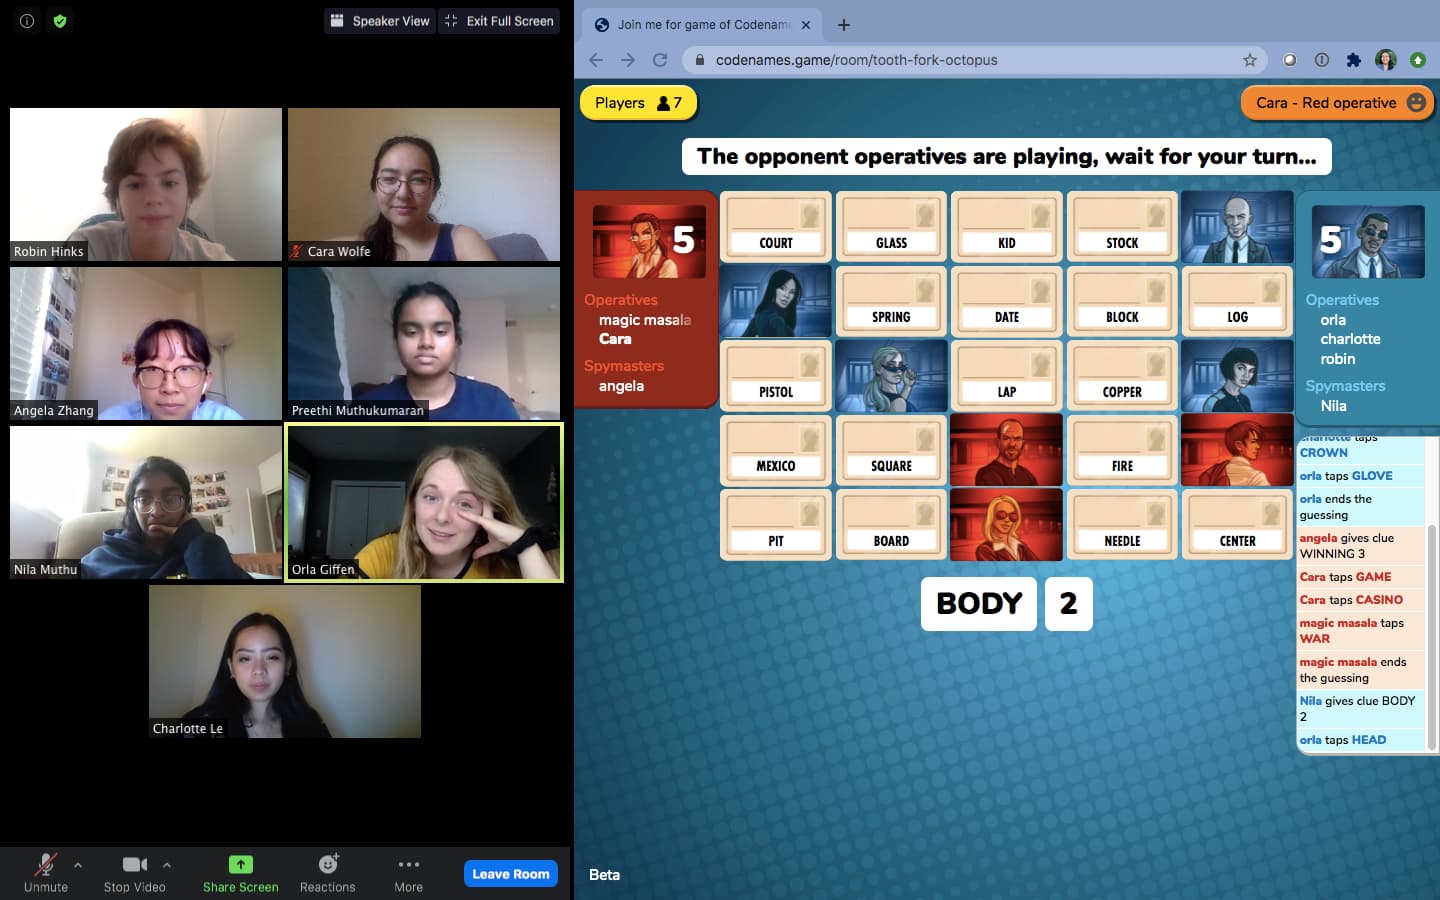 Speaker View
Exit Full Screen
Robin Hinks
Cara Wolfe
Angela Zhang
Preethi Muthukumaran
Nila Muthu
Orla Giffen
Charlotte Le
Unmute
Stop Video
Share Screen
Reactions
More
Leave Room
Join me for game of Codename
codenames.game/room/tooth-fork-octopus
Players 7
Cara - Red operative
The opponent operatives are playing, wait for your turn...
5
Operatives
magic masala
Cara
Spymasters
angela
COURT GLASS KID STOCK
SPRING DATE BLOCK LOG
PISTOL LAP COPPER
MEXICO SQUARE FIRE
PIT BOARD NEEDLE CENTER
BODY 2
5
Operatives
orla
charlotte
robin
Spymasters
Nila
charlotte taps
CROWN
orla taps GLOVE
orla ends the
guessing
angela gives clue
WINNING 3
Cara taps GAME
Cara taps CASINO
magic masala taps
WAR
magic masala ends
the guessing
Nila gives clue BODY
2
orla taps HEAD
Beta